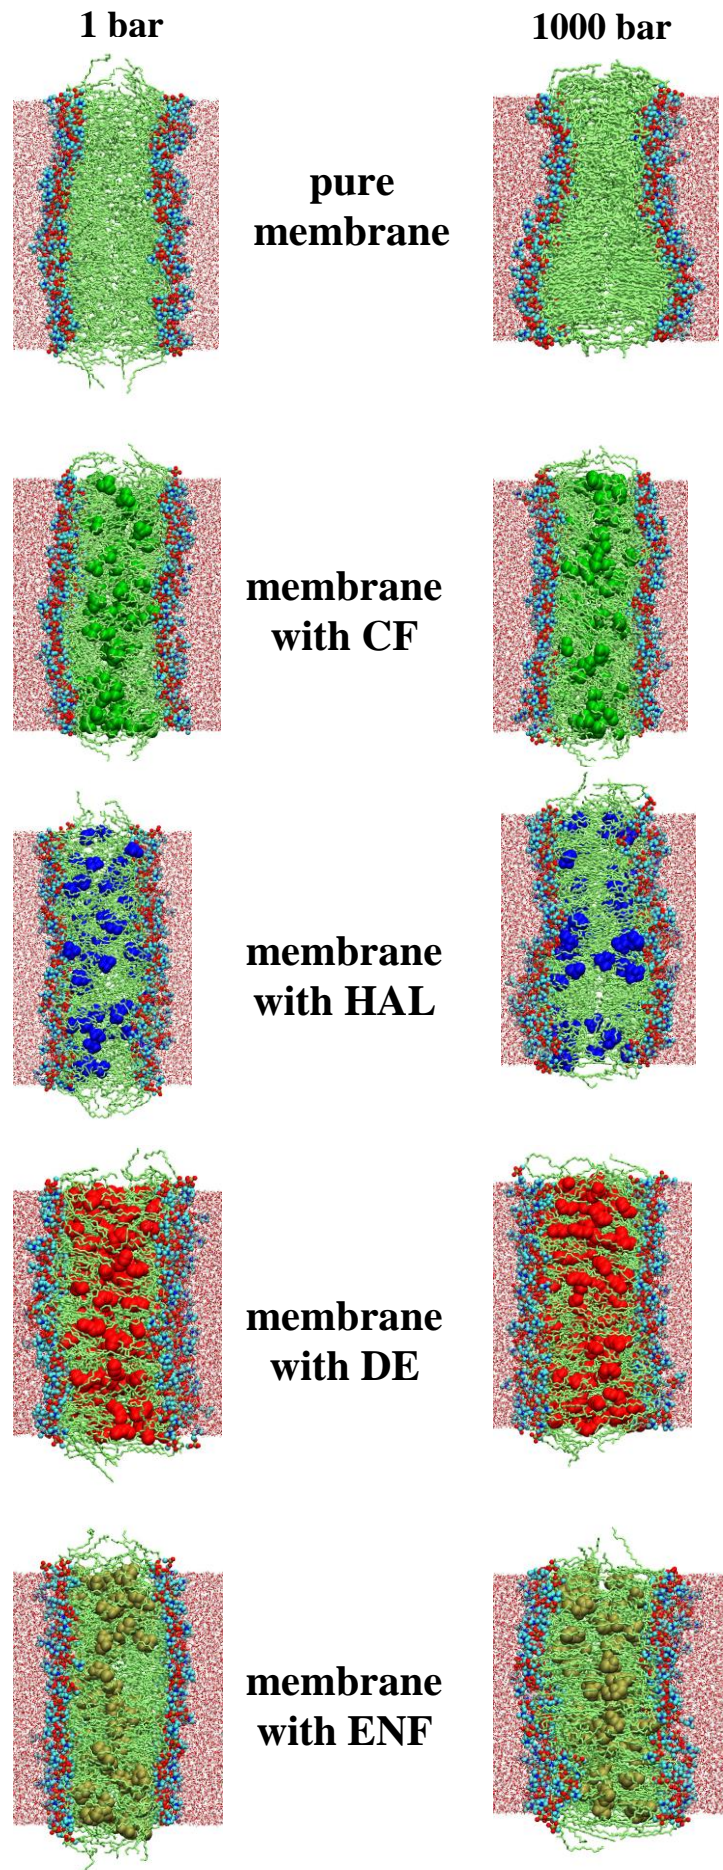 1 bar
1000 bar
pure
membrane
membrane
with CF
membrane
with HAL
membrane
with DE
membrane
with ENF